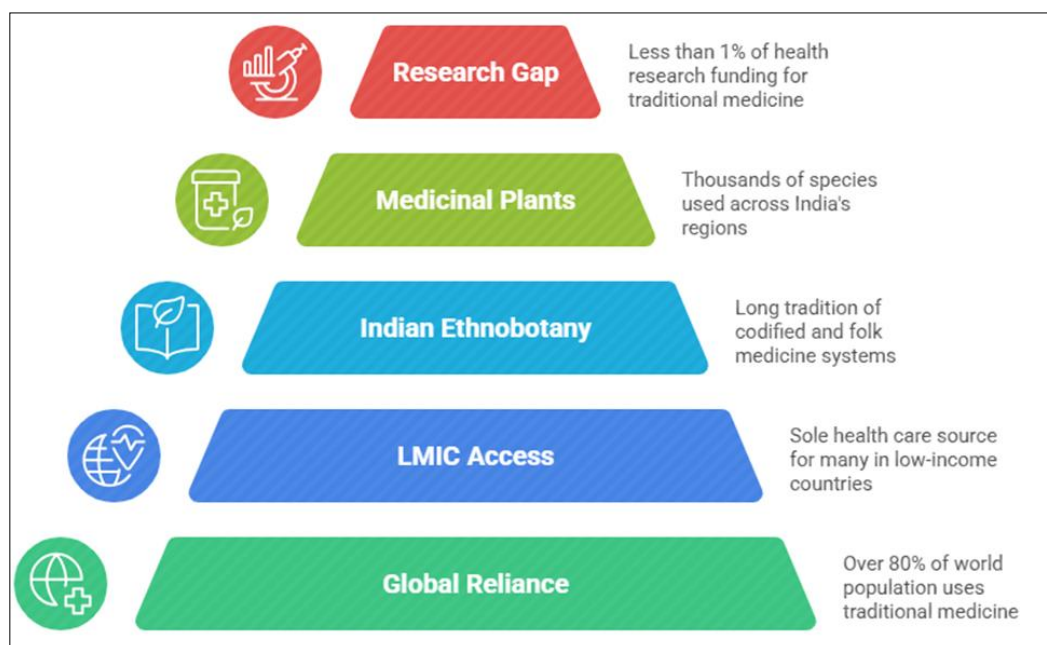 Research Gap
Less than 1% of health
research funding for
traditional medicine
Medicinal Plants
Thousands of species
used across India's
regions
Indian Ethnobotany
Long tradition of
codified and folk
medicine systems
LMIC Access
Sole health care source
for many in low-income
countries
Global Reliance
Over 80% of world
population uses
traditional medicine